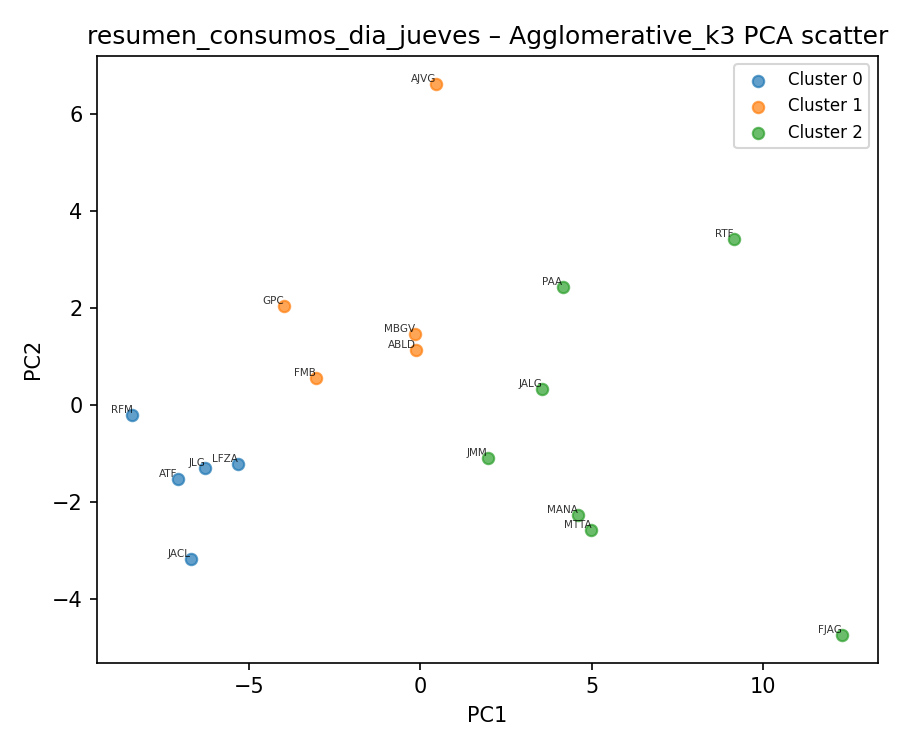 resumen_consumos_dia_jueves – Agglomerative_k3 PCA scatter
AJVG
Cluster 0
Cluster 1
Cluster 2
6
4
2
0
−2
−4
PC2
RTF
PAA
GPC
MBGV
ABLD
FMB
JALG
RFM
JMM
LFZA
JLG
ATF
MANA
MTTA
JACL
FJAG
−5
0
5
10
PC1